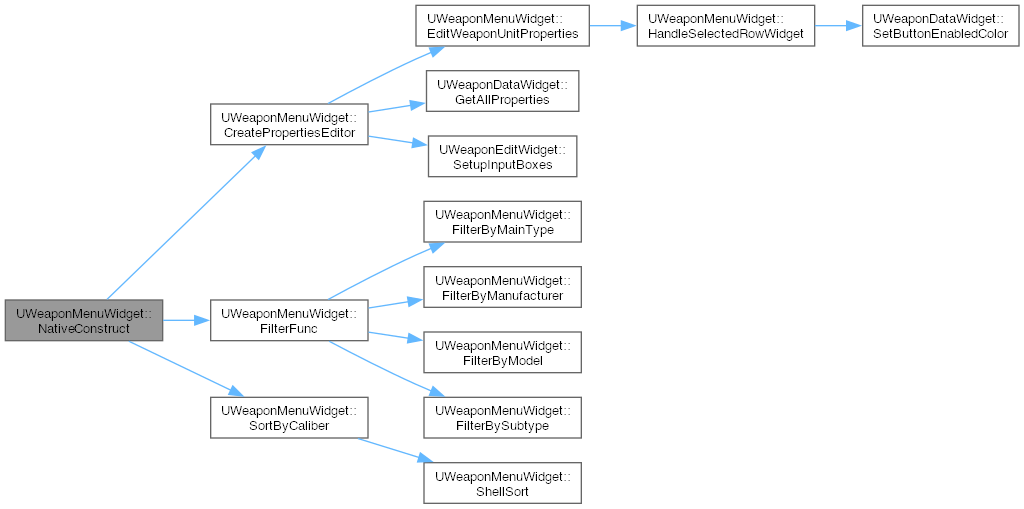 UWeaponMenuWidget::
EditWeaponUnitProperties
UWeaponMenuWidget::
HandleSelectedRowWidget
UWeaponDataWidget::
SetButtonEnabledColor
UWeaponDataWidget::
GetAllProperties
UWeaponMenuWidget::
CreatePropertiesEditor
UWeaponEditWidget::
SetupInputBoxes
UWeaponMenuWidget::
FilterByMainType
UWeaponMenuWidget::
FilterByManufacturer
UWeaponMenuWidget::
NativeConstruct
UWeaponMenuWidget::
FilterFunc
UWeaponMenuWidget::
FilterByModel
UWeaponMenuWidget::
SortByCaliber
UWeaponMenuWidget::
FilterBySubtype
UWeaponMenuWidget::
ShellSort